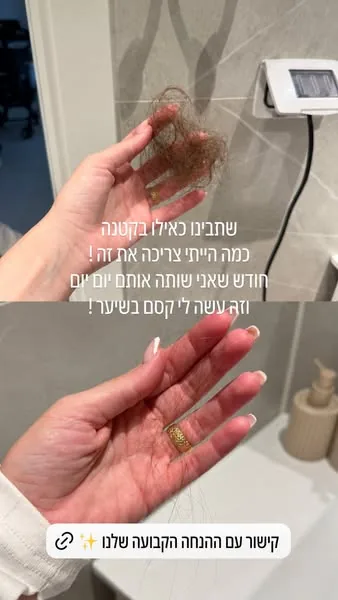 שתבינו כאילו בקטנה
כמה הייתי צריכה את זה !
חודש שאני שותה אותם יום יום
וזה עשה לי קסם בשיער !
קישור עם ההנחה הקבועה שלנו ✨